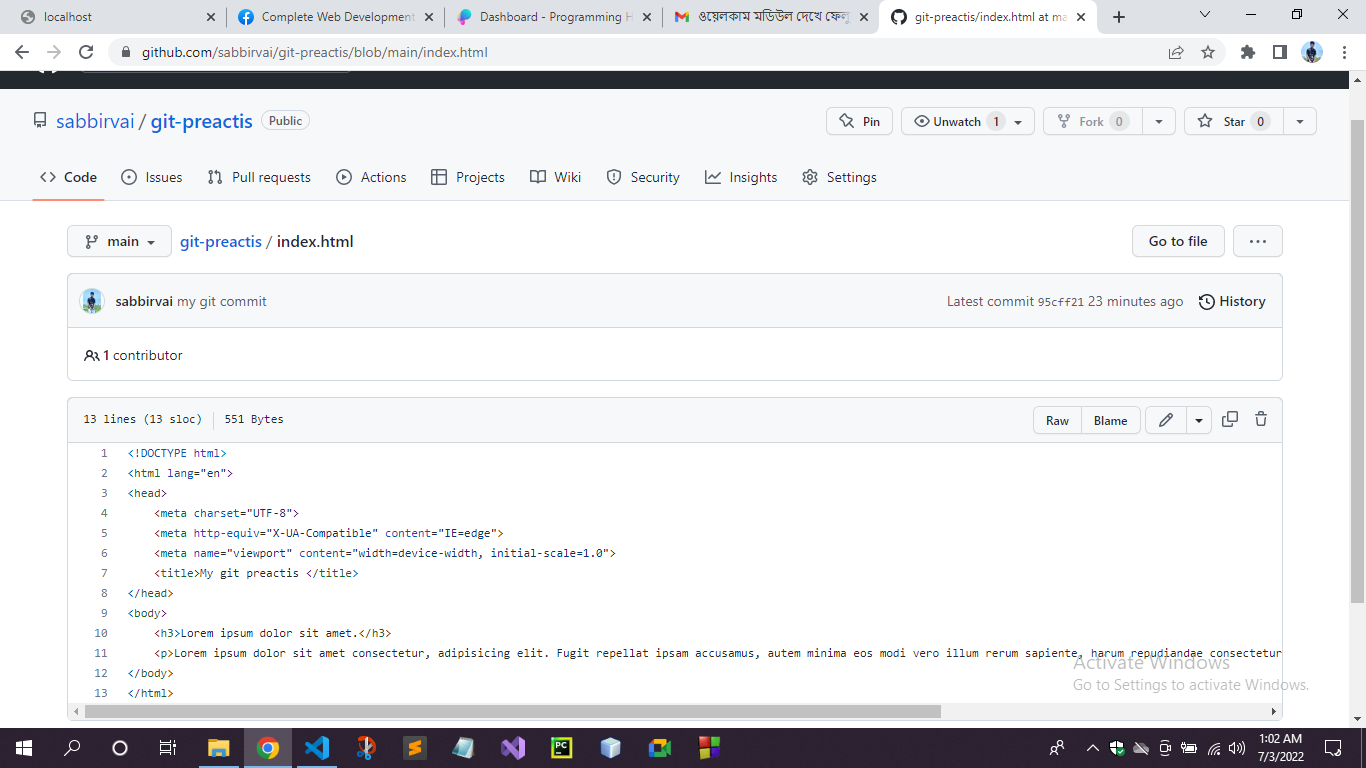 localhost
Complete Web Development
Dashboard - Programming H
ওয়েলকাম মডিউল দেখে ফেলু
git-preactis/index.html at ma
github.com/sabbirvai/git-preactis/blob/main/index.html
sabbirvai / git-preactis Public
Pin Unwatch 1 Fork 0 Star 0
Code Issues Pull requests Actions Projects Wiki Security Insights Settings
main git-preactis / index.html Go to file ...
sabbirvai my git commit Latest commit 95cff21 23 minutes ago History
1 contributor
13 lines (13 sloc) 551 Bytes Raw Blame
1 <!DOCTYPE html>
2 <html lang="en">
3 <head>
4 <meta charset="UTF-8">
5 <meta http-equiv="X-UA-Compatible" content="IE=edge">
6 <meta name="viewport" content="width=device-width, initial-scale=1.0">
7 <title>My git preactis </title>
8 </head>
9 <body>
10 <h3>Lorem ipsum dolor sit amet.</h3>
11 <p>Lorem ipsum dolor sit amet consectetur, adipisicing elit. Fugit repellat ipsam accusamus, autem minima eos modi vero illum rerum sapiente, harum repudiandae consectetur
12 </body>
13 </html>
Activate Windows
Go to Settings to activate Windows.
PC
1:02 AM
7/3/2022